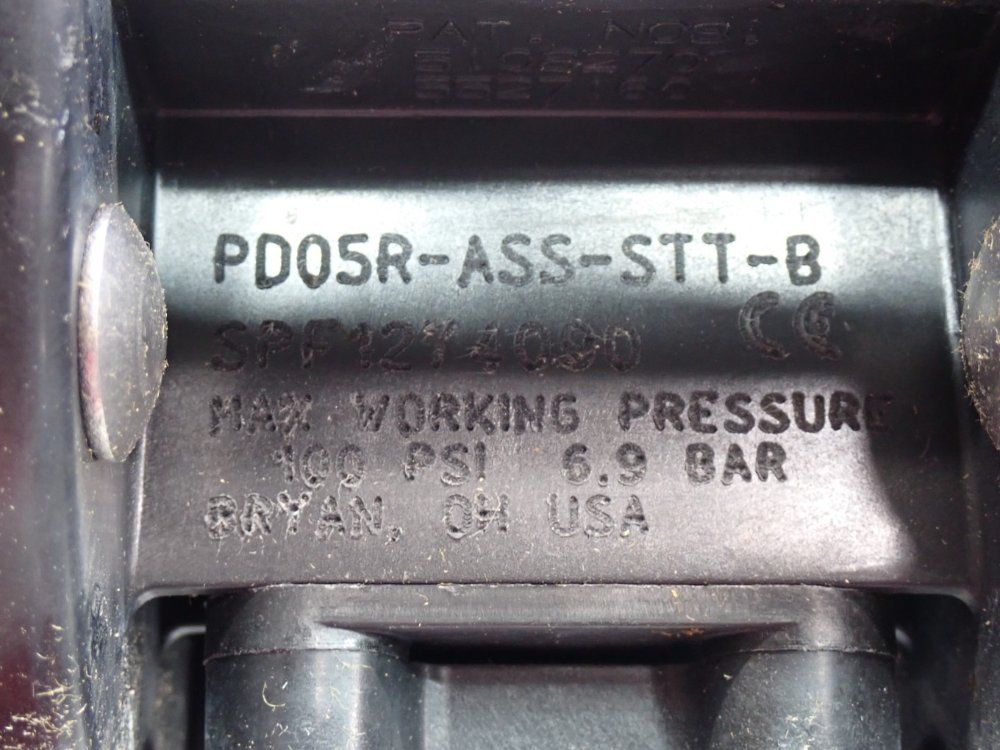 PAT. NOS.
PD05R-ASS-STT-B
SPF1214090 CE
MAX WORKING PRESSURE
100 PSI 6.9 BAR
BRYAN, OH USA